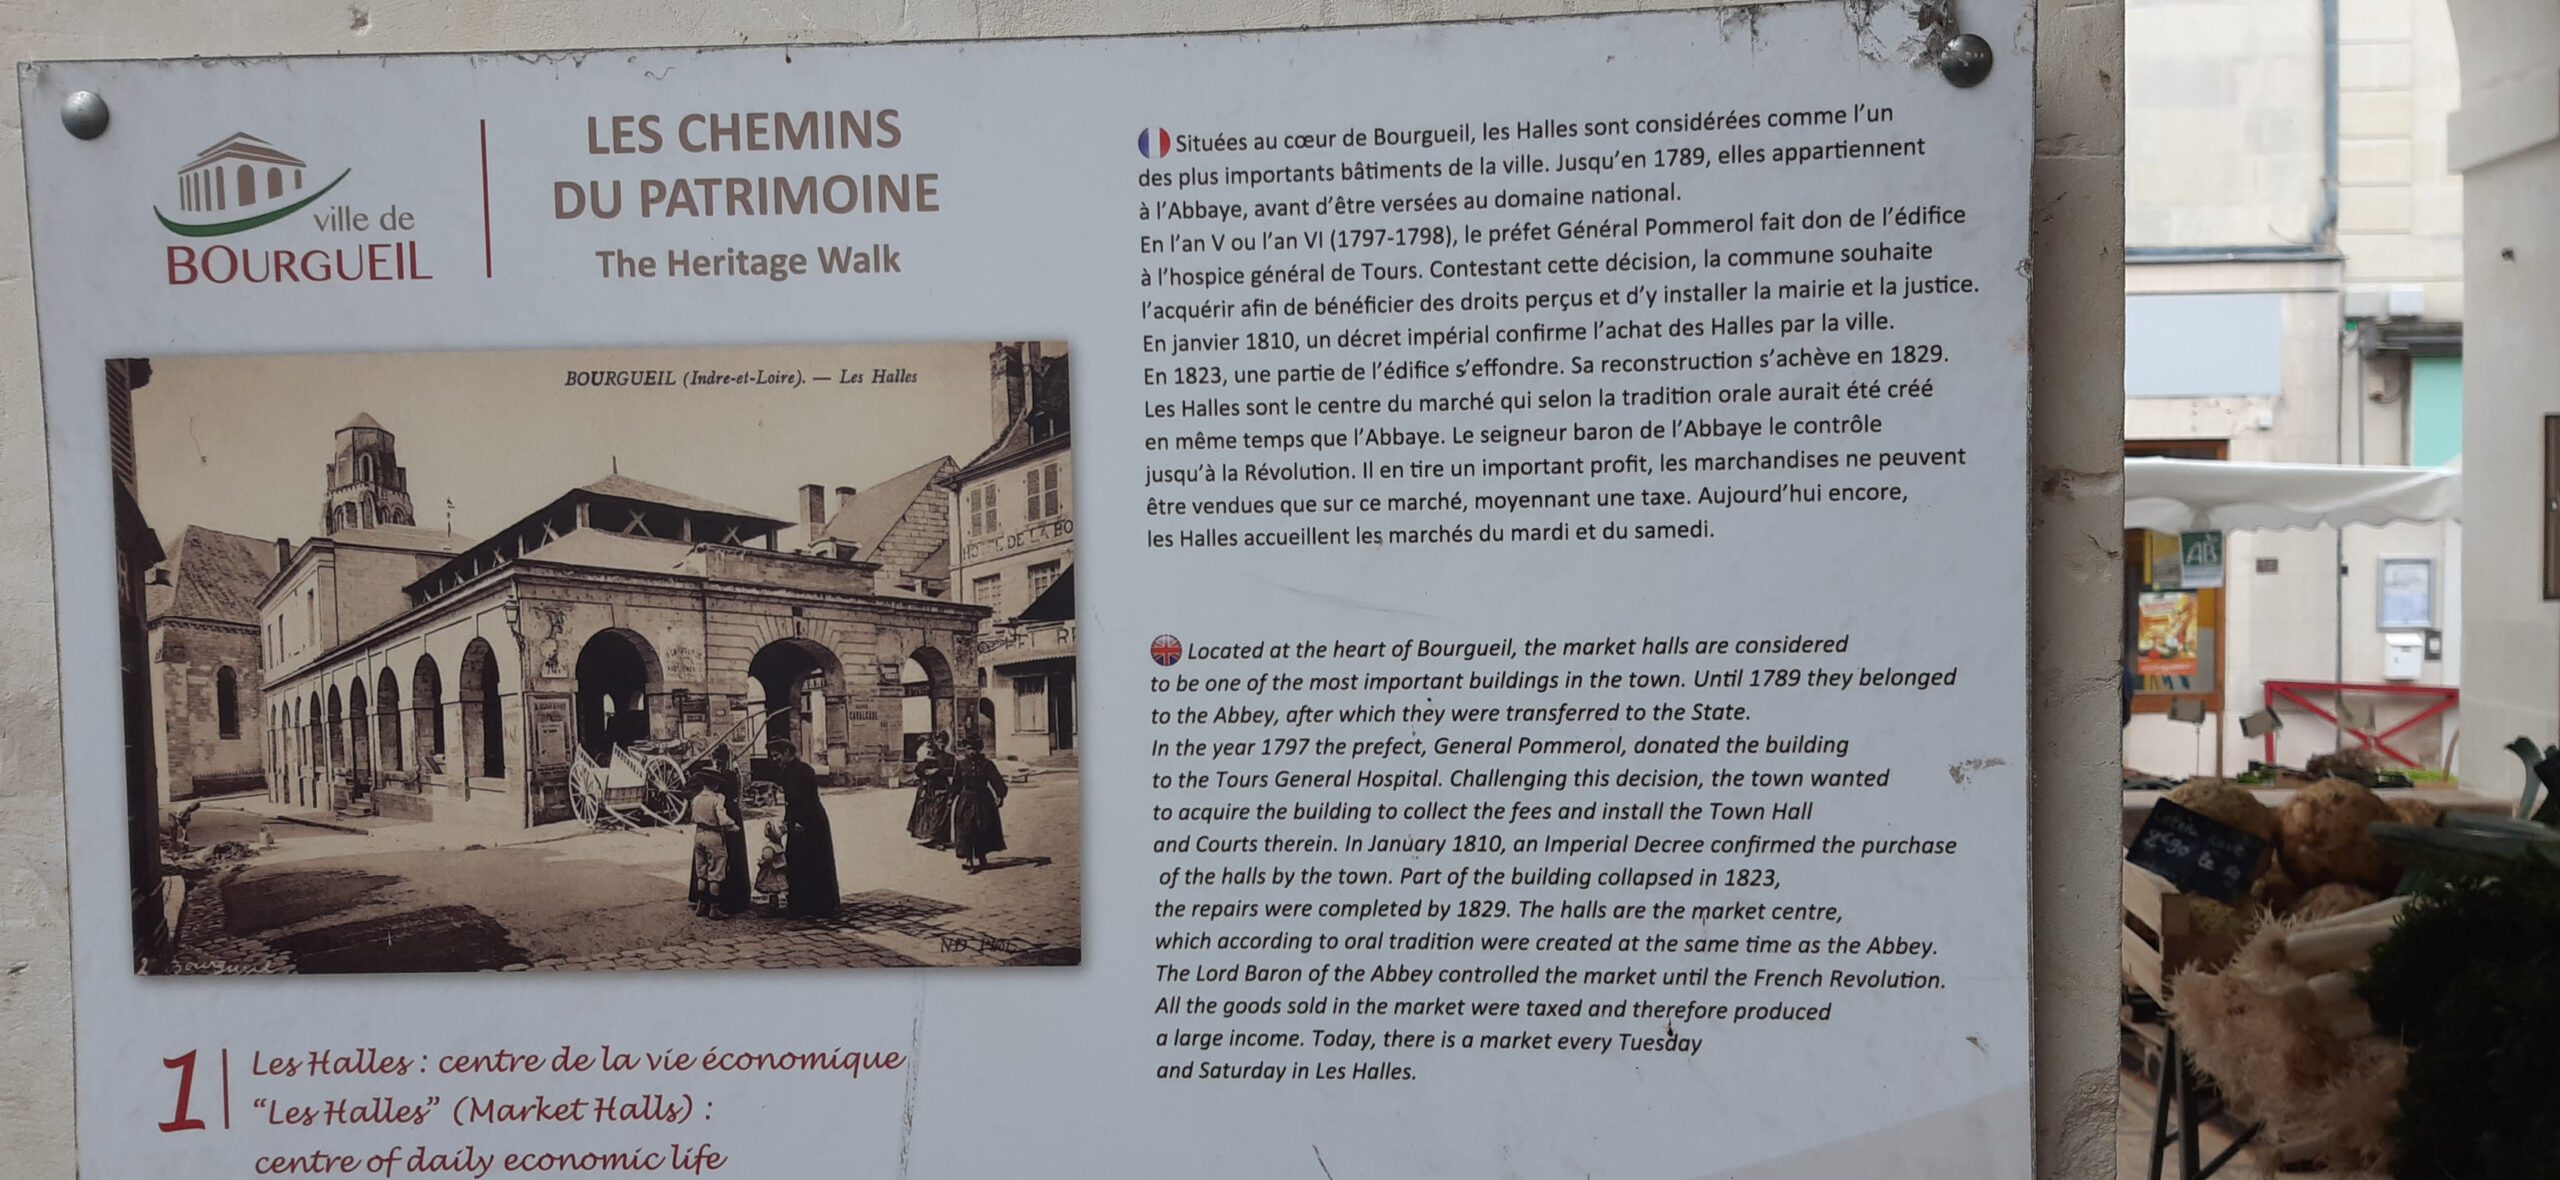 ville de
BOURGUEIL
LES CHEMINS
DU PATRIMOINE
The Heritage Walk
BOURGUEIL (Indre-et-Loire). — Les Halles
HOTEL DE LA BO
CAVALCADE
ND Phot
Bourgueil
1
Les Halles : centre de la vie économique
“Les Halles” (Market Halls) :
centre of daily economic life
Situées au cœur de Bourgueil, les Halles sont considérées comme l’un
des plus importants bâtiments de la ville. Jusqu’en 1789, elles appartiennent
à l’Abbaye, avant d’être versées au domaine national.
En l’an V ou l’an VI (1797-1798), le préfet Général Pommerol fait don de l’édifice
à l’hospice général de Tours. Contestant cette décision, la commune souhaite
l’acquérir afin de bénéficier des droits perçus et d’y installer la mairie et la justice.
En janvier 1810, un décret impérial confirme l’achat des Halles par la ville.
En 1823, une partie de l’édifice s’effondre. Sa reconstruction s’achève en 1829.
Les Halles sont le centre du marché qui selon la tradition orale aurait été créé
en même temps que l’Abbaye. Le seigneur baron de l’Abbaye le contrôle
jusqu’à la Révolution. Il en tire un important profit, les marchandises ne peuvent
être vendues que sur ce marché, moyennant une taxe. Aujourd’hui encore,
les Halles accueillent les marchés du mardi et du samedi.
Located at the heart of Bourgueil, the market halls are considered
to be one of the most important buildings in the town. Until 1789 they belonged
to the Abbey, after which they were transferred to the State.
In the year 1797 the prefect, General Pommerol, donated the building
to the Tours General Hospital. Challenging this decision, the town wanted
to acquire the building to collect the fees and install the Town Hall
and Courts therein. In January 1810, an Imperial Decree confirmed the purchase
of the halls by the town. Part of the building collapsed in 1823,
the repairs were completed by 1829. The halls are the market centre,
which according to oral tradition were created at the same time as the Abbey.
The Lord Baron of the Abbey controlled the market until the French Revolution.
All the goods sold in the market were taxed and therefore produced
a large income. Today, there is a market every Tuesday
and Saturday in Les Halles.
AB